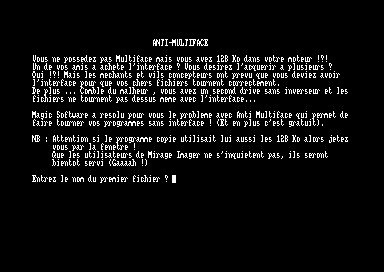 ANTI-MULTIFACE
Vous ne possedez pas Multiface mais vous avez 128 Ko dans votre moteur !?!
Un de vos amis a achete l'interface ? Vous desirez l'acquerir a plusieurs ?
Qui !?! Mais les mechants et vils concepteurs ont prevu que vous deviez avoir
l'interface pour que vos chers fichiers tournent correctement.
De plus ... Comble du malheur , vous avez un second drive sans inverseur et les
fichiers ne tournent pas dessus meme avec l'interface...
Magic Software a resolu pour vous le probleme avec Anti Multiface qui permet de
faire tourner vos programmes sans interface ! (Et en plus c'est gratuit).
NB : Attention si le programme copie utilisait lui aussi les 128 Ko alors jetez
vous par la fenetre !
Que les utilisateurs de Mirage Imager ne s'inquietent pas, ils seront
bientot servi (Gaaaah !)
Entrez le nom du premier fichier ?